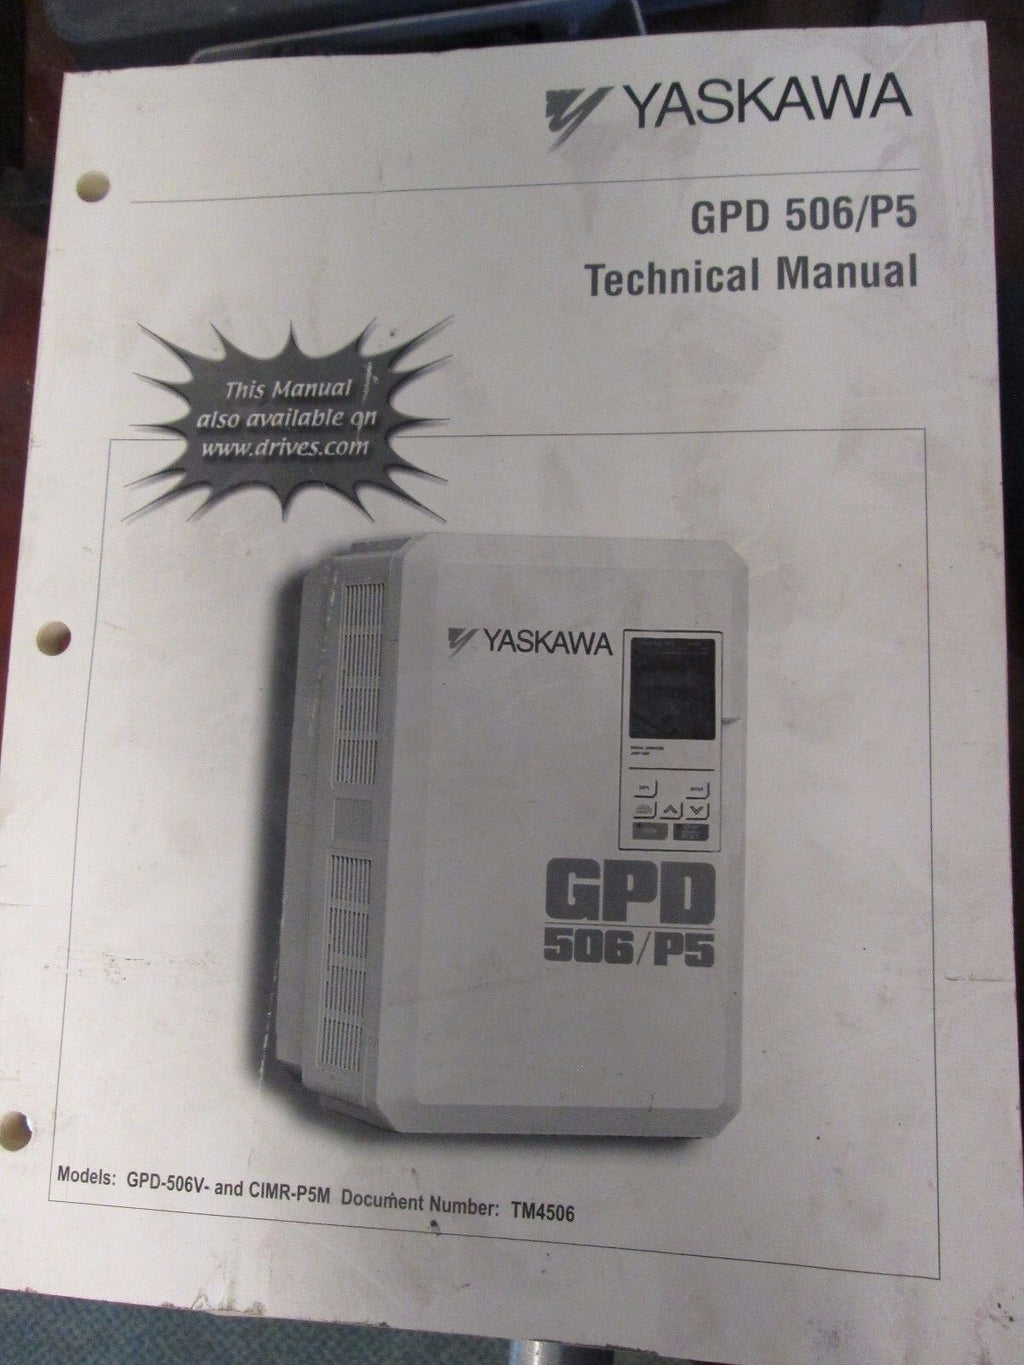 YASKAWA
GPD 506/P5
Technical Manual
This Manual
also available on
www.drives.com
YASKAWA
GPD
506/P5
Models: GPD-506V- and CIMR-P5M Document Number: TM4506